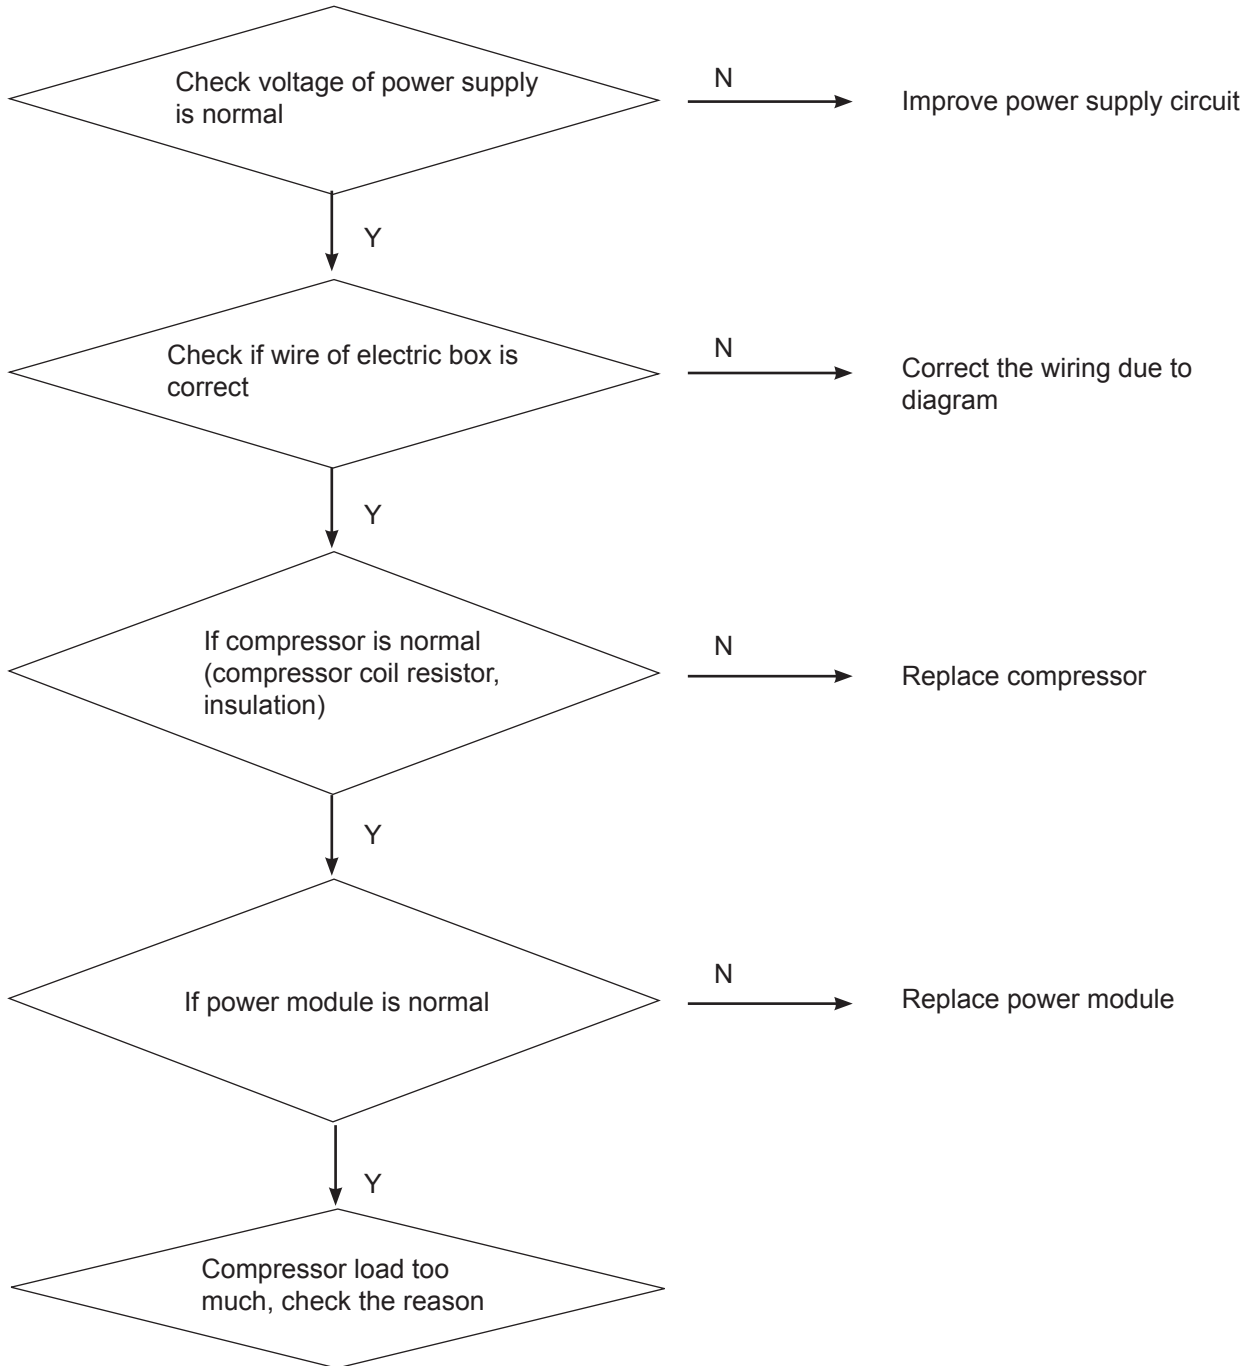 Check voltage of power supply
is normal
N
Improve power supply circuit
Y
Check if wire of electric box is
correct
N
Correct the wiring due to
diagram
Y
If compressor is normal
(compressor coil resistor,
insulation)
N
Replace compressor
Y
If power module is normal
N
Replace power module
Y
Compressor load too
much, check the reason